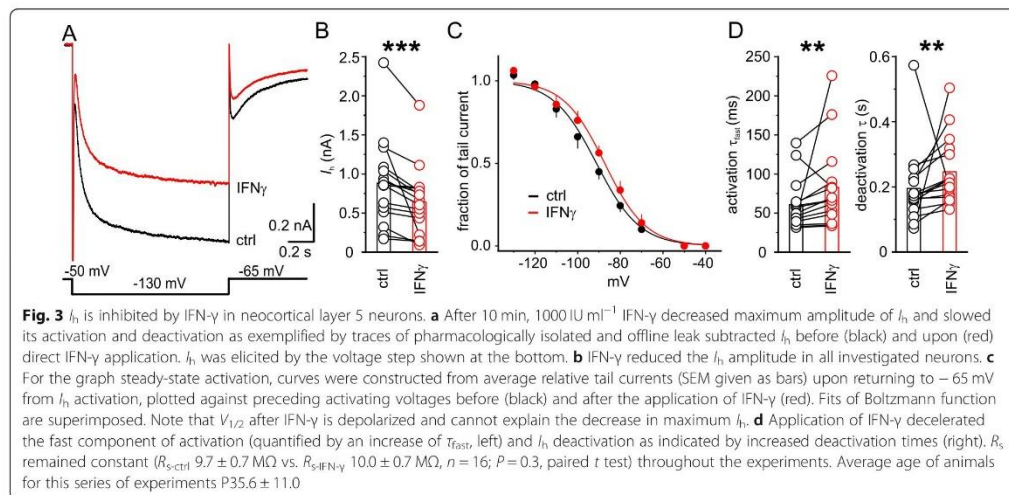 A
IFNγ
ctrl
0.2 nA
0.2 s
-50 mV
-130 mV
-65 mV
B
***
2.5
2.0
1.5
1.0
0.5
0
I_h (nA)
ctrl
IFNγ
C
1.0
0.5
0.0
fraction of tail current
ctrl
IFNγ
-120 -100 -80 -60 -40
mV
D
**
250
200
150
100
50
0
activation τfast (ms)
ctrl
IFNγ
**
0.6
0.4
0.2
0
deactivation τ (s)
ctrl
IFNγ
Fig. 3 Ih is inhibited by IFN-γ in neocortical layer 5 neurons. a After 10 min, 1000 IU ml−1 IFN-γ decreased maximum amplitude of Ih and slowed
its activation and deactivation as exemplified by traces of pharmacologically isolated and offline leak subtracted Ih before (black) and upon (red)
direct IFN-γ application. Ih was elicited by the voltage step shown at the bottom. b IFN-γ reduced the Ih amplitude in all investigated neurons. c
For the graph steady-state activation, curves were constructed from average relative tail currents (SEM given as bars) upon returning to − 65 mV
from Ih activation, plotted against preceding activating voltages before (black) and after the application of IFN-γ (red). Fits of Boltzmann function
are superimposed. Note that V1/2 after IFN-γ is depolarized and cannot explain the decrease in maximum Ih. d Application of IFN-γ decelerated
the fast component of activation (quantified by an increase of τfast, left) and Ih deactivation as indicated by increased deactivation times (right). Rs
remained constant (Rs-ctrl 9.7 ± 0.7 MΩ vs. Rs-IFN-γ 10.0 ± 0.7 MΩ, n = 16; P = 0.3, paired t test) throughout the experiments. Average age of animals
for this series of experiments P35.6 ± 11.0